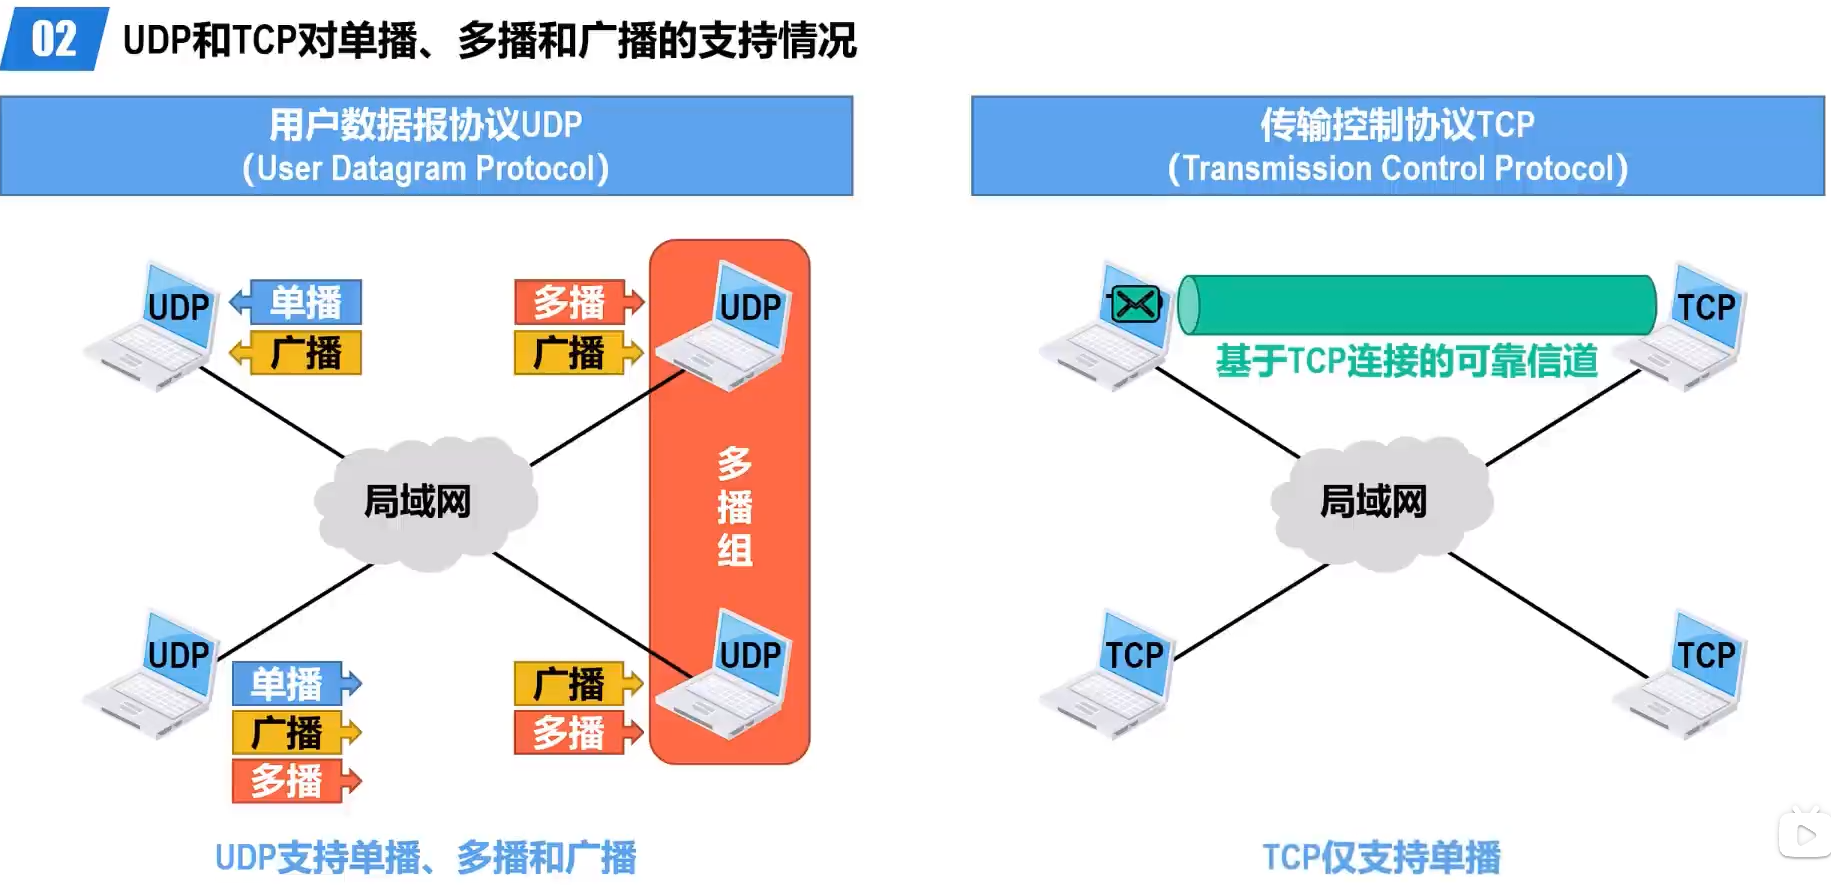 02
UDP和TCP对单播、多播和广播的支持情况
用户数据报协议UDP
(User Datagram Protocol)
UDP
单播
广播
多播
广播
UDP
局域网
多播组
UDP
单播
广播
多播
广播
多播
UDP
UDP支持单播、多播和广播
传输控制协议TCP
(Transmission Control Protocol)
TCP
基于TCP连接的可靠信道
局域网
TCP
TCP
TCP仅支持单播